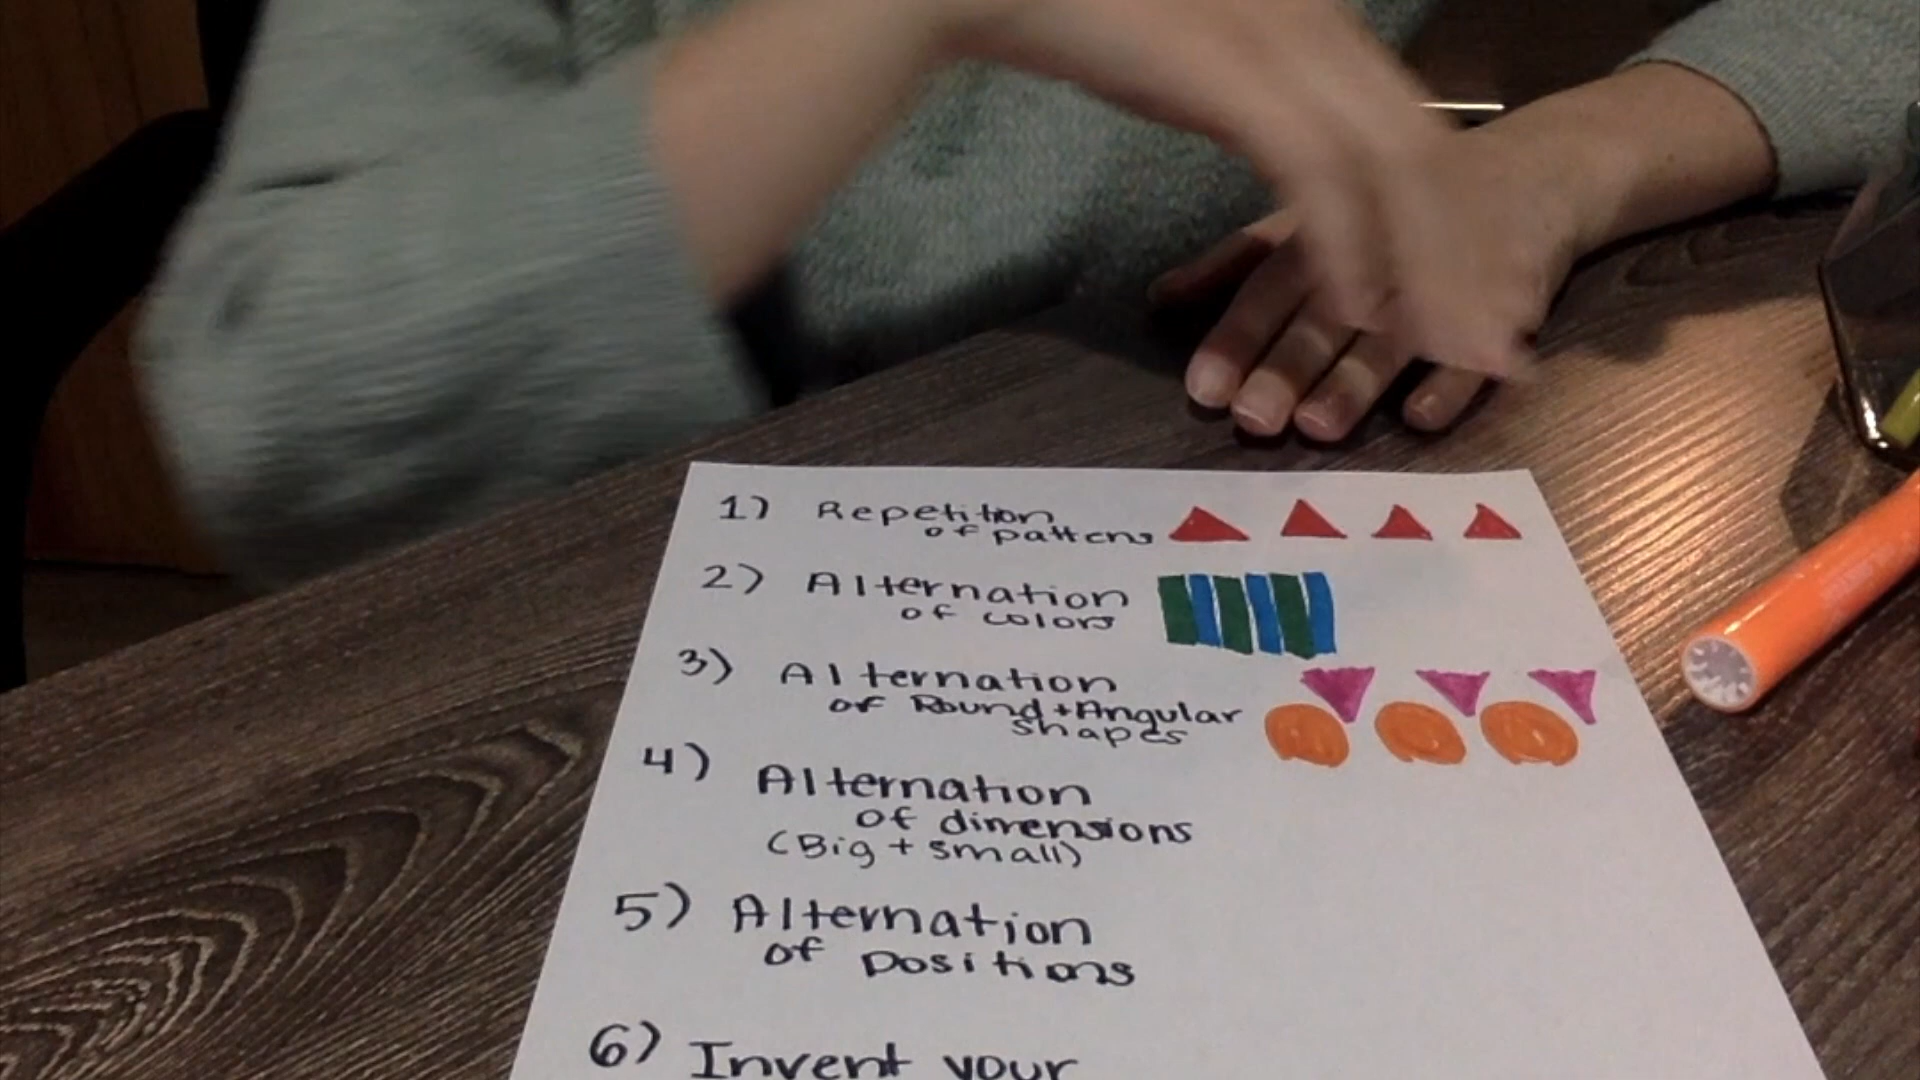 1) Repetition
of pattens
2) Alternation
of colors
3) Alternation
of Round + Angular
shapes
4) Alternation
of dimensions
(Big + small)
5) Alternation
of positions
6) Invent your